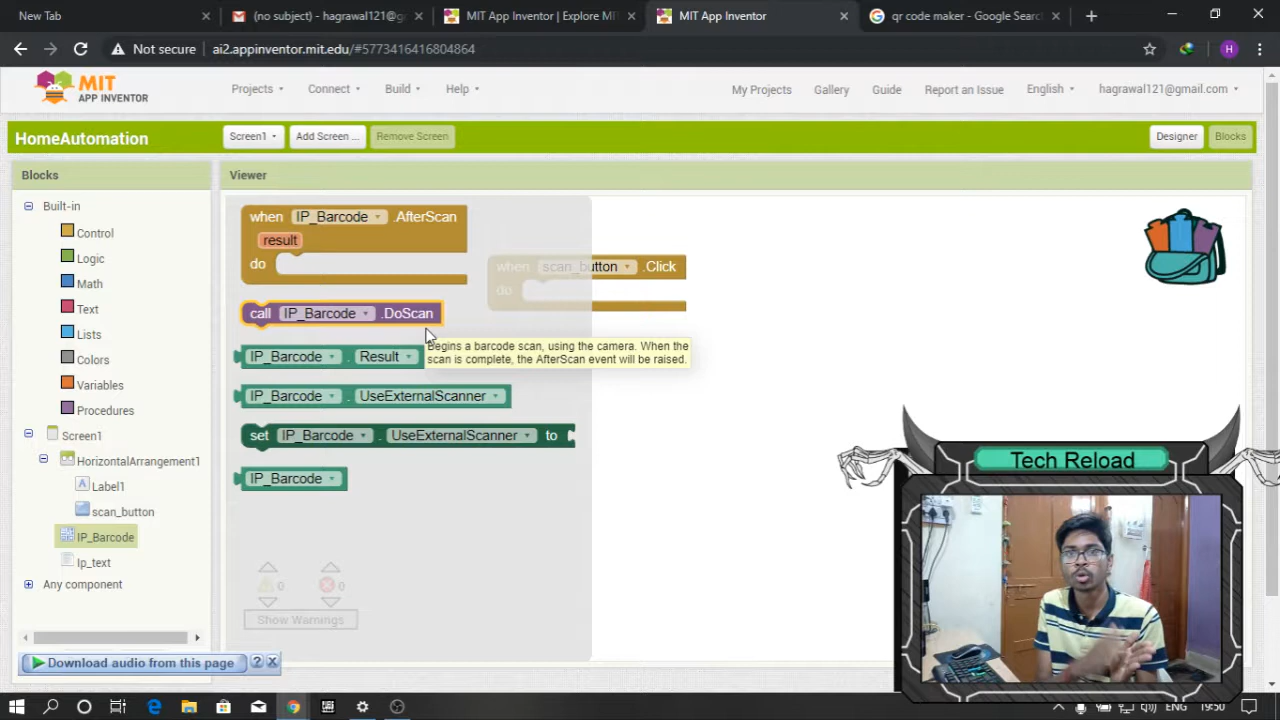 New Tab
(no subject) - hagrawal121@g
MIT App Inventor | Explore MIT
MIT App Inventor
qr code maker - Google Search
Not secure
ai2.appinventor.mit.edu/#5773416416804864
H
MIT
APP INVENTOR
Projects
Connect
Build
Help
My Projects
Gallery
Guide
Report an Issue
English
hagrawal121@gmail.com
HomeAutomation
Screen1
Add Screen ...
Remove Screen
Designer
Blocks
Blocks
Viewer
Built-in
Control
Logic
Math
Text
Lists
Colors
Variables
Procedures
Screen1
HorizontalArrangement1
Label1
scan_button
IP_Barcode
Ip_text
Any component
when IP_Barcode .AfterScan
result
do
call IP_Barcode .DoScan
IP_Barcode . Result
IP_Barcode . UseExternalScanner
set IP_Barcode . UseExternalScanner to
IP_Barcode
when scan_button .Click
do
Begins a barcode scan, using the camera. When the
scan is complete, the AfterScan event will be raised.
0
0
Show Warnings
Tech Reload
Download audio from this page
?
X
ENG
19:50